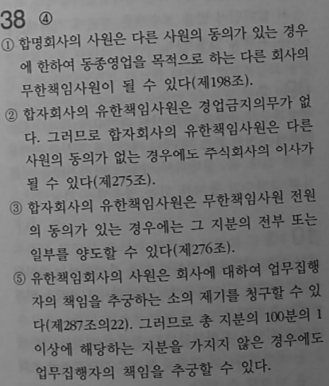 38 ④
① 합명회사의 사원은 다른 사원의 동의가 있는 경우
에 한하여 동종영업을 목적으로 하는 다른 회사의
무한책임사원이 될 수 있다(제198조).
② 합자회사의 유한책임사원은 경업금지의무가 없
다. 그러므로 합자회사의 유한책임사원은 다른
사원의 동의가 없는 경우에도 주식회사의 이사가
될 수 있다(제275조).
③ 합자회사의 유한책임사원은 무한책임사원 전원
의 동의가 있는 경우에는 그 지분의 전부 또는
일부를 양도할 수 있다(제276조).
⑤ 유한책임회사의 사원은 회사에 대하여 업무집행
자의 책임을 추궁하는 소의 제기를 청구할 수 있
다(제287조의22). 그러므로 총 지분의 100분의 1
이상에 해당하는 지분을 가지지 않은 경우에도
업무집행자의 책임을 추궁할 수 있다.